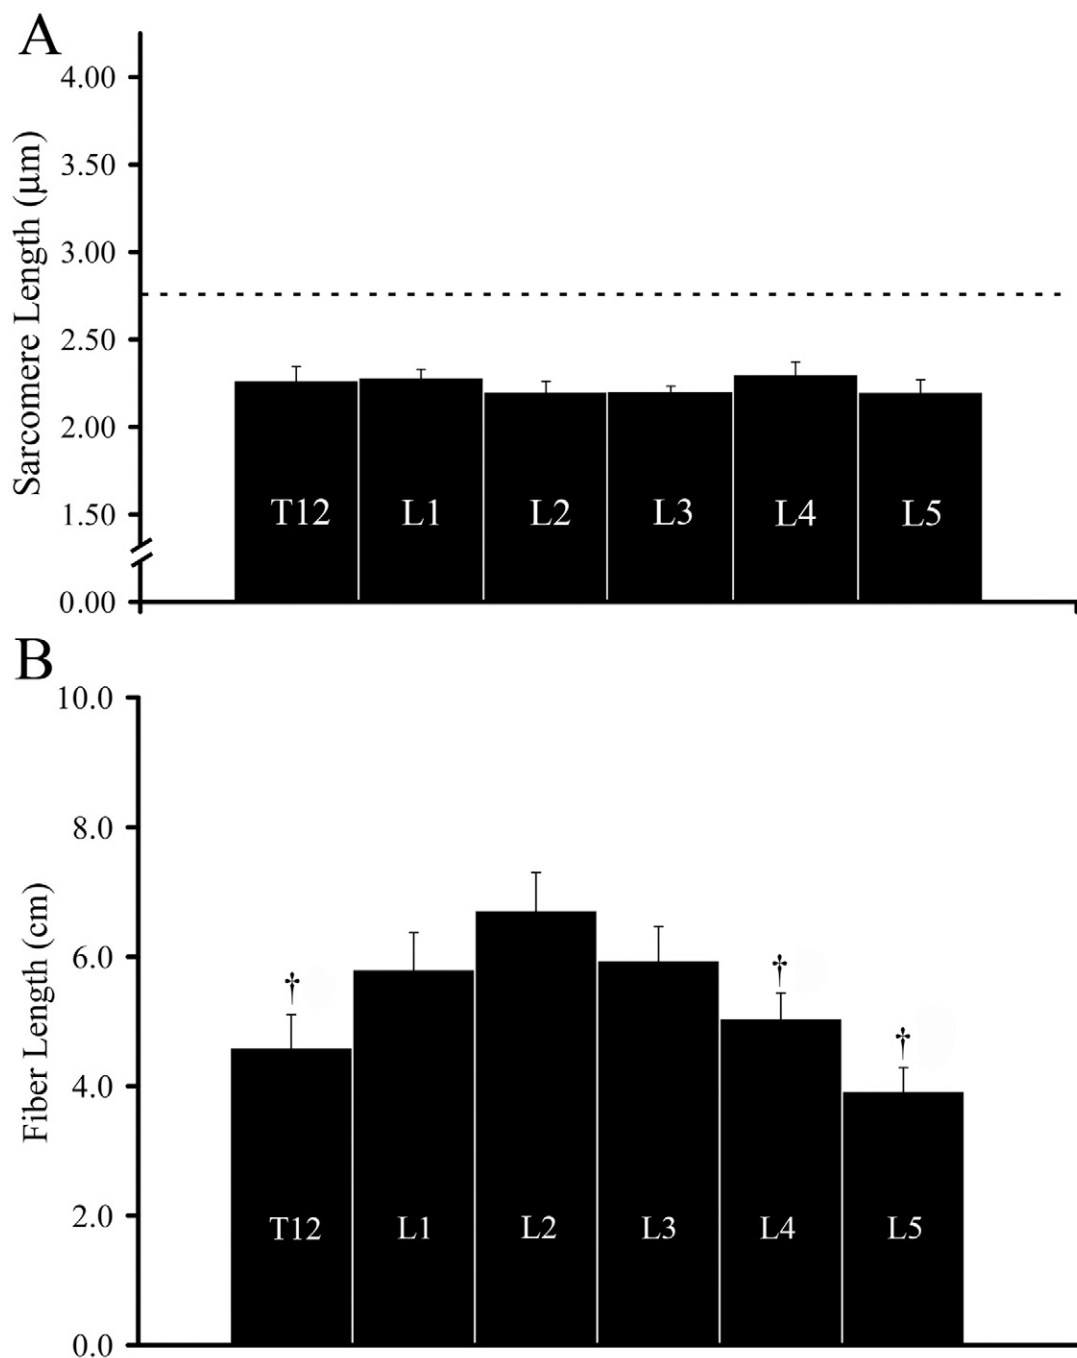 A
Sarcomere Length (µm)
4.00
3.50
3.00
2.50
2.00
1.50
0.00
T12 L1 L2 L3 L4 L5
B
Fiber Length (cm)
10.0
8.0
6.0
4.0
2.0
0.0
† † †
T12 L1 L2 L3 L4 L5